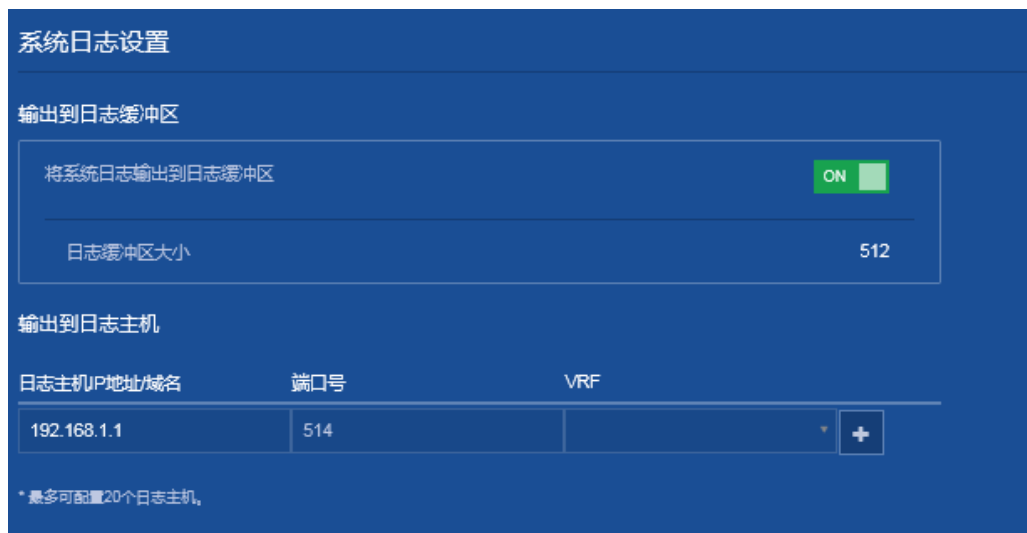 系统日志设置
输出到日志缓冲区
将系统日志输出到日志缓冲区 ON
日志缓冲区大小 512
输出到日志主机
日志主机IP地址/域名 端口号 VRF
192.168.1.1 514
* 最多可配置20个日志主机。